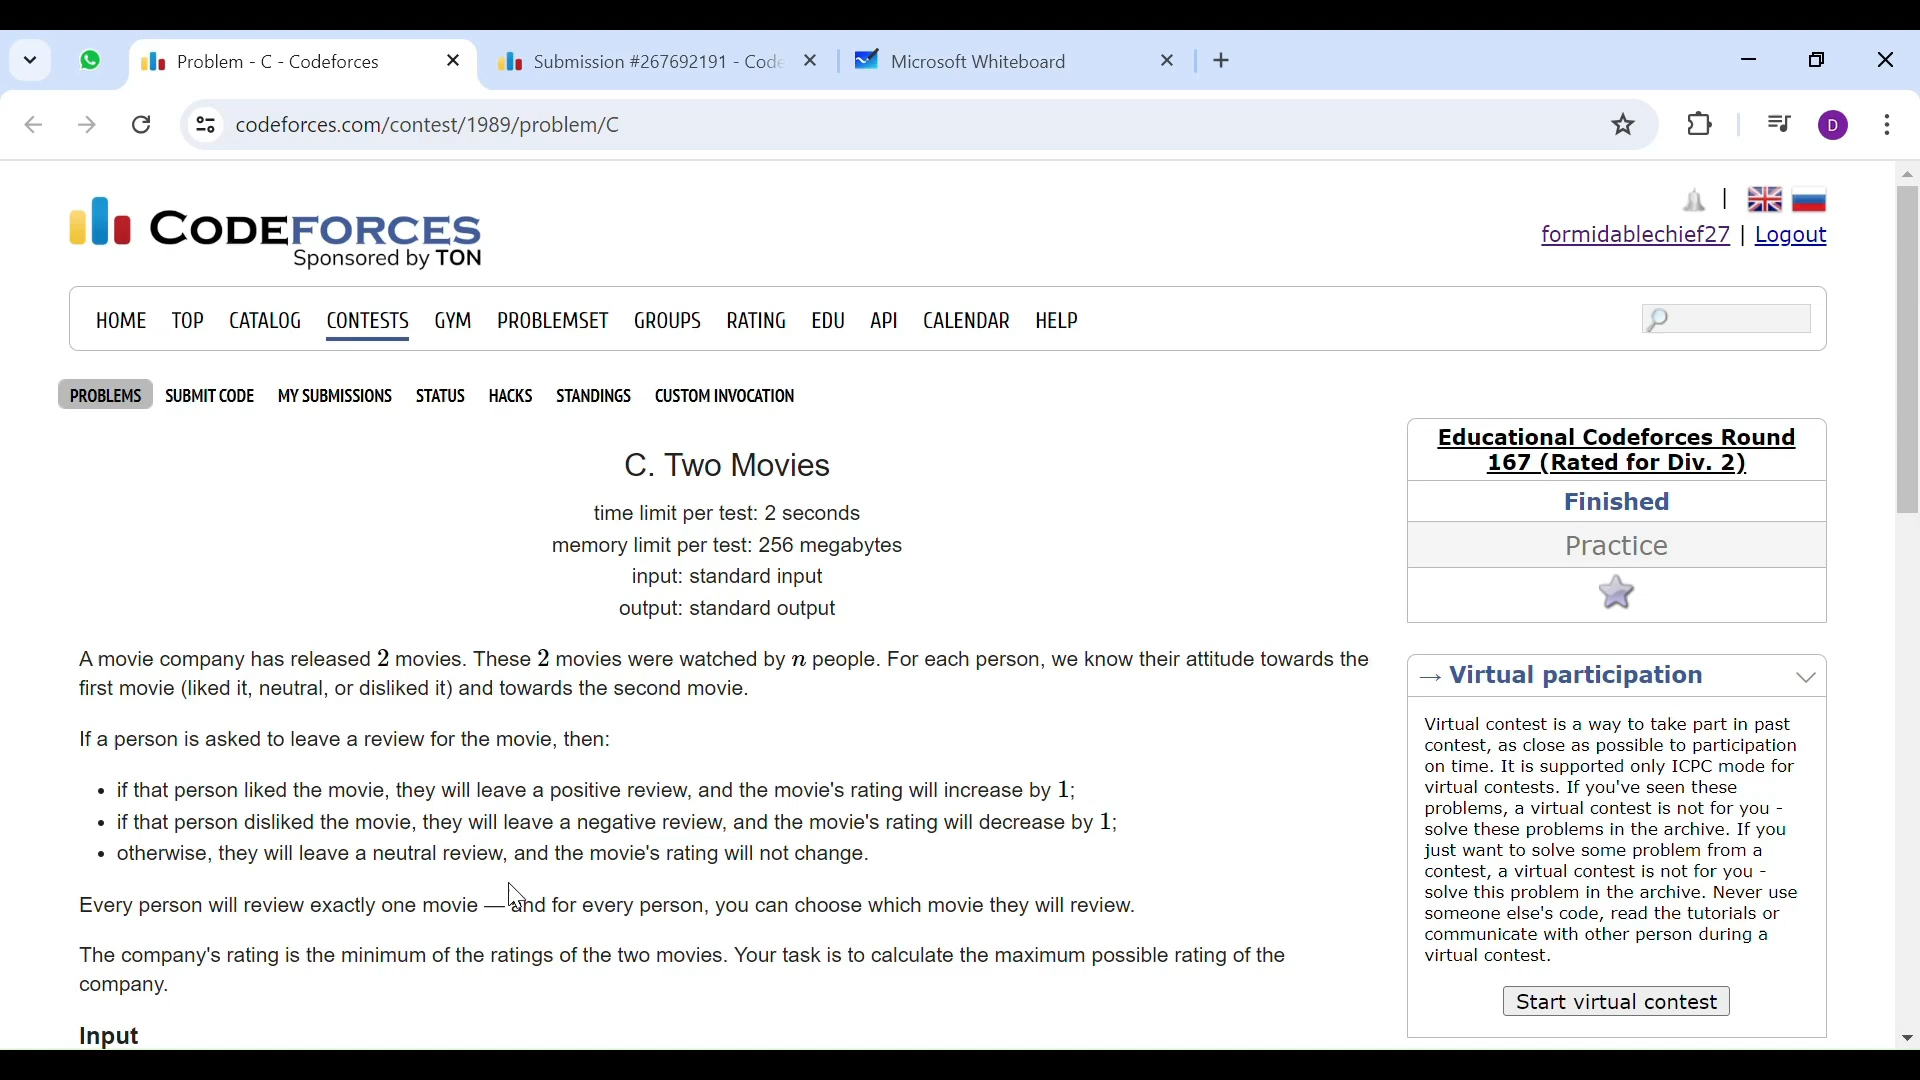 Problem - C - Codeforces
Submission #267692191 - Code
Microsoft Whiteboard
codeforces.com/contest/1989/problem/C
D
CODEFORCES
Sponsored by TON
formidablechief27 | Logout
HOME TOP CATALOG CONTESTS GYM PROBLEMSET GROUPS RATING EDU API CALENDAR HELP
PROBLEMS SUBMIT CODE MY SUBMISSIONS STATUS HACKS STANDINGS CUSTOM INVOCATION
C. Two Movies
time limit per test: 2 seconds
memory limit per test: 256 megabytes
input: standard input
output: standard output
A movie company has released 2 movies. These 2 movies were watched by n people. For each person, we know their attitude towards the
first movie (liked it, neutral, or disliked it) and towards the second movie.
If a person is asked to leave a review for the movie, then:
• if that person liked the movie, they will leave a positive review, and the movie's rating will increase by 1;
• if that person disliked the movie, they will leave a negative review, and the movie's rating will decrease by 1;
• otherwise, they will leave a neutral review, and the movie's rating will not change.
Every person will review exactly one movie — and for every person, you can choose which movie they will review.
The company's rating is the minimum of the ratings of the two movies. Your task is to calculate the maximum possible rating of the
company.
Input
Educational Codeforces Round
167 (Rated for Div. 2)
Finished
Practice
→ Virtual participation
Virtual contest is a way to take part in past
contest, as close as possible to participation
on time. It is supported only ICPC mode for
virtual contests. If you've seen these
problems, a virtual contest is not for you -
solve these problems in the archive. If you
just want to solve some problem from a
contest, a virtual contest is not for you -
solve this problem in the archive. Never use
someone else's code, read the tutorials or
communicate with other person during a
virtual contest.
Start virtual contest